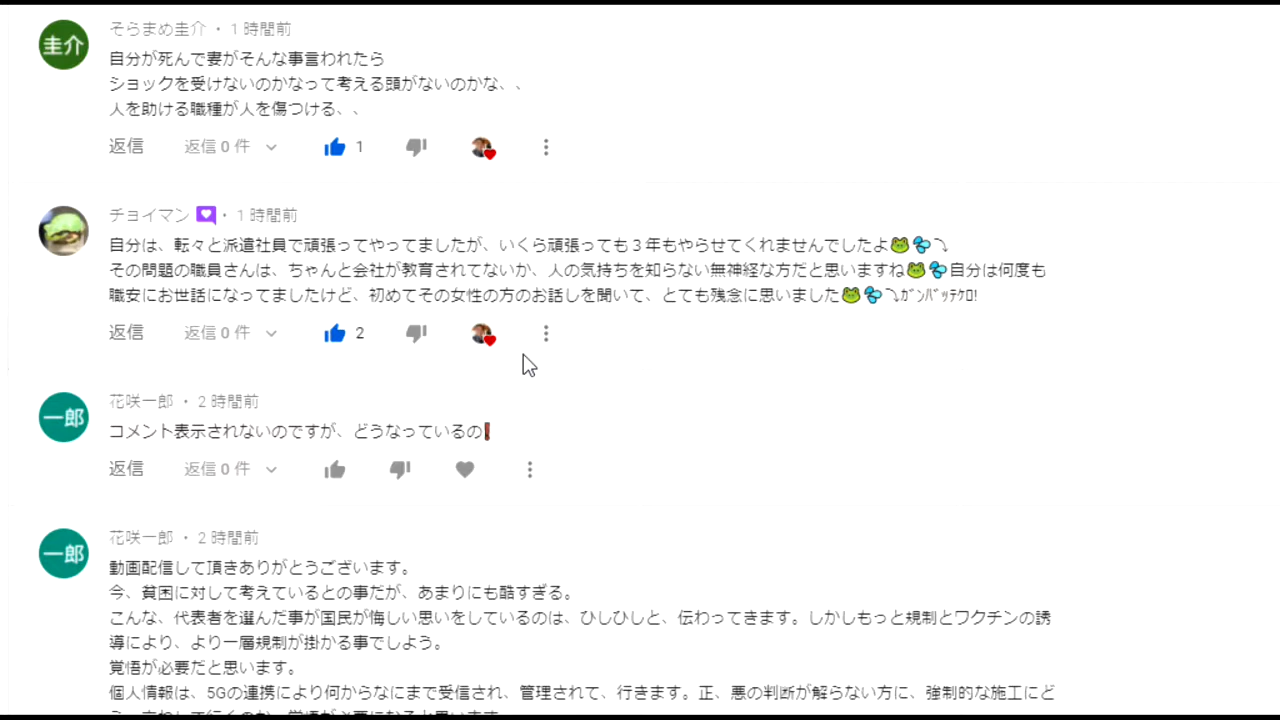 圭介
そらまめ圭介 ・ 1 時間前
自分が死んで妻がそんな事言われたら
ショックを受けないのかなって考える頭がないのかな、、
人を助ける職種が人を傷つける、、
返信 返信 0 件 1
チョイマン ・ 1 時間前
自分は、転々と派遣社員で頑張ってやってましたが、いくら頑張っても３年もやらせてくれませんでしたよ🐸💨⤵
その問題の職員さんは、ちゃんと会社が教育されてないか、人の気持ちを知らない無神経な方だと思いますね🐸💨自分は何度も
職安にお世話になってましたけど、初めてその女性の方のお話しを聞いて、とても残念に思いました🐸💨⤵ｶﾞﾝﾊﾞｯﾃｸﾛ!
返信 返信 0 件 2
一郎
花咲一郎 ・ 2 時間前
コメント表示されないのですが、どうなっているの❗
返信 返信 0 件
一郎
花咲一郎 ・ 2 時間前
動画配信して頂きありがとうございます。
今、貧困に対して考えているとの事だが、あまりにも酷すぎる。
こんな、代表者を選んだ事が国民が悔しい思いをしているのは、ひしひしと、伝わってきます。しかしもっと規制とワクチンの誘
導により、より一層規制が掛かる事でしよう。
覚悟が必要だと思います。
個人情報は、5Gの連携により何からなにまで受信され、管理されて、行きます。正、悪の判断が解らない方に、強制的な施工にど